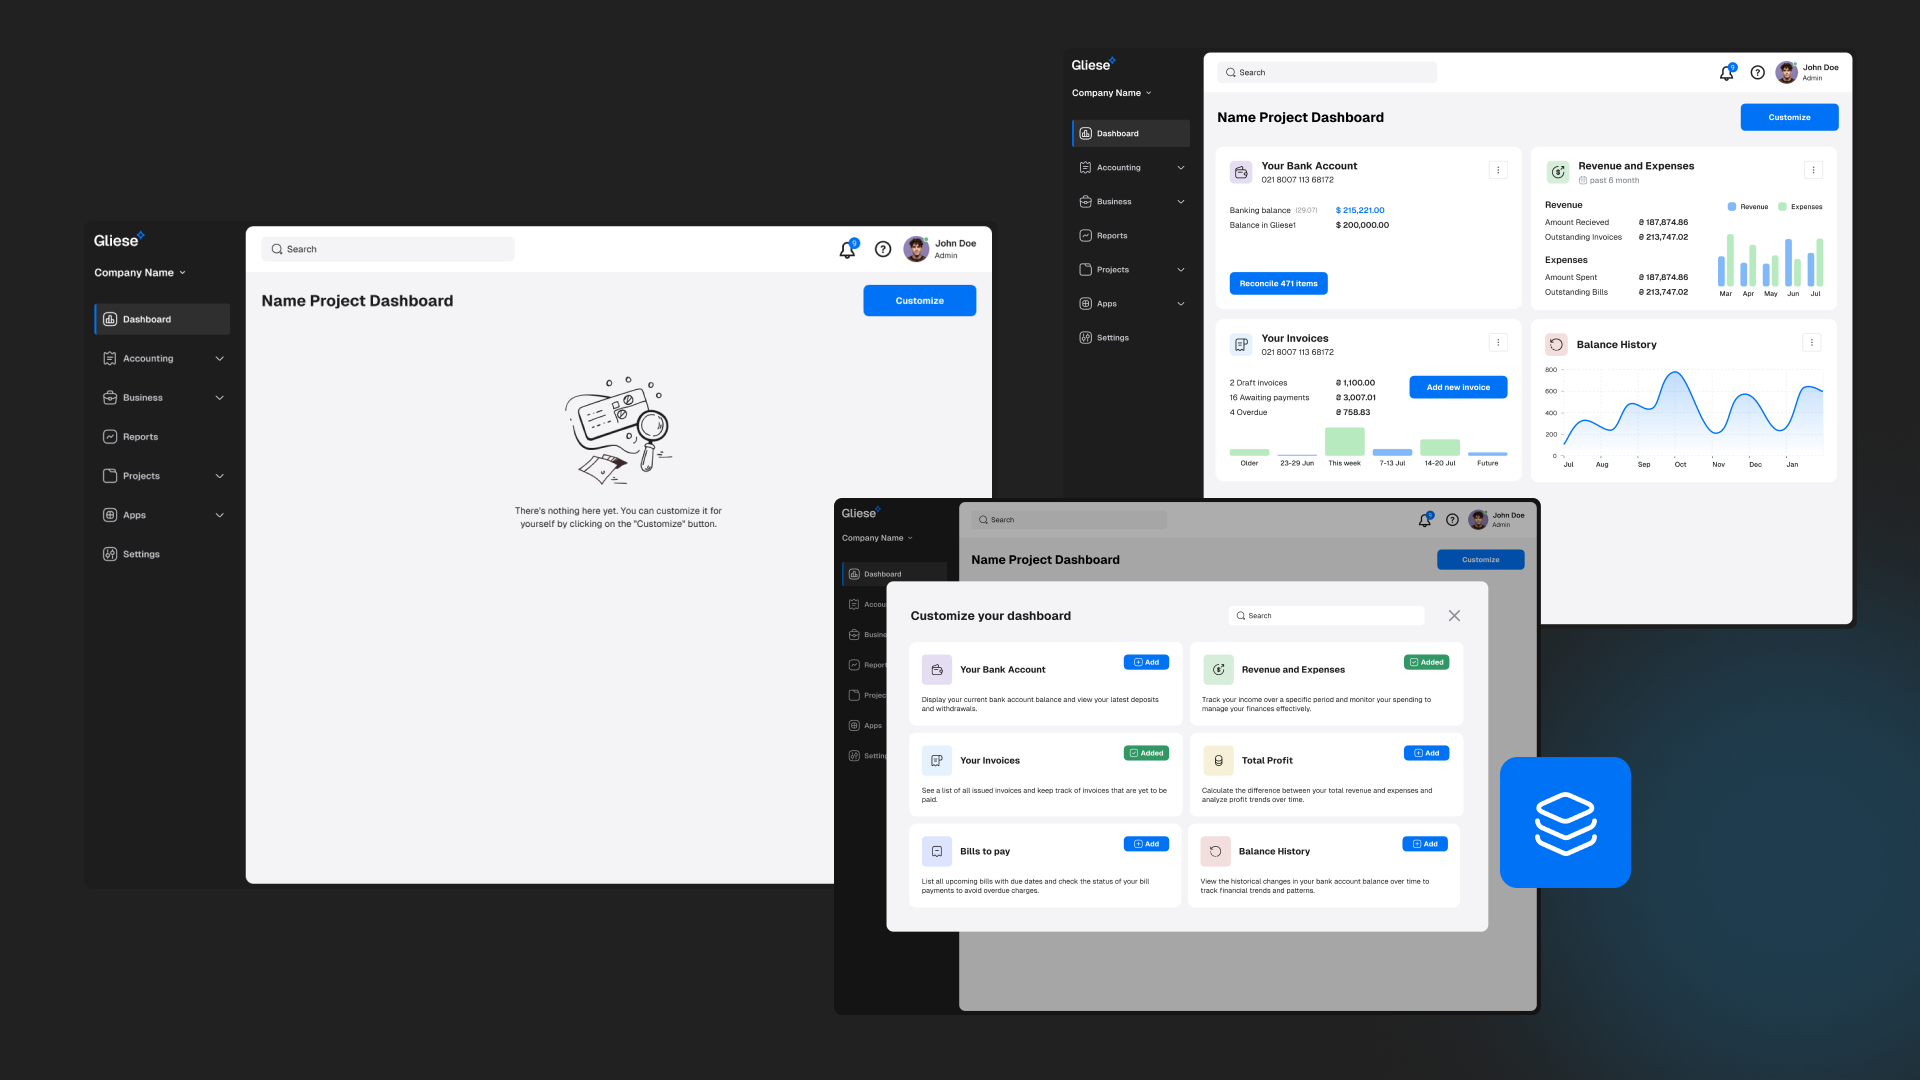 Gliese
Company Name
Dashboard
Accounting
Business
Reports
Projects
Apps
Settings
Search
9
John Doe
Admin
Name Project Dashboard
Customize
There's nothing here yet. You can customize it for
yourself by clicking on the "Customize" button.
Gliese
Company Name
Dashboard
Accounting
Business
Reports
Projects
Apps
Settings
Search
9
John Doe
Admin
Name Project Dashboard
Customize
Your Bank Account
021 8007 113 68172
Banking balance (29.07) $ 215,221.00
Balance in Gliese1 $ 200,000.00
Reconcile 471 items
Revenue and Expenses
past 6 month
Revenue
Amount Recieved ₴ 187,874.86
Outstanding Invoices ₴ 213,747.02
Expenses
Amount Spent ₴ 187,874.86
Outstanding Bills ₴ 213,747.02
Revenue Expenses
Mar Apr May Jun Jul
Your Invoices
021 8007 113 68172
2 Draft invoices ₴ 1,100.00
16 Awaiting payments ₴ 3,007.01
4 Overdue ₴ 758.83
Add new invoice
Older 23-29 Jun This week 7-13 Jul 14-20 Jul Future
Balance History
800
600
400
200
0
Jul Aug Sep Oct Nov Dec Jan
Gliese
Company Name
Dashboard
Accou
Busine
Report
Projec
Apps
Setting
Search
9
John Doe
Admin
Name Project Dashboard
Customize
Customize your dashboard
Search
Your Bank Account
Add
Display your current bank account balance and view your latest deposits
and withdrawals.
Revenue and Expenses
Added
Track your income over a specific period and monitor your spending to
manage your finances effectively.
Your Invoices
Added
See a list of all issued invoices and keep track of invoices that are yet to be
paid.
Total Profit
Add
Calculate the difference between your total revenue and expenses and
analyze profit trends over time.
Bills to pay
Add
List all upcoming bills with due dates and check the status of your bill
payments to avoid overdue charges.
Balance History
Add
View the historical changes in your bank account balance over time to
track financial trends and patterns.